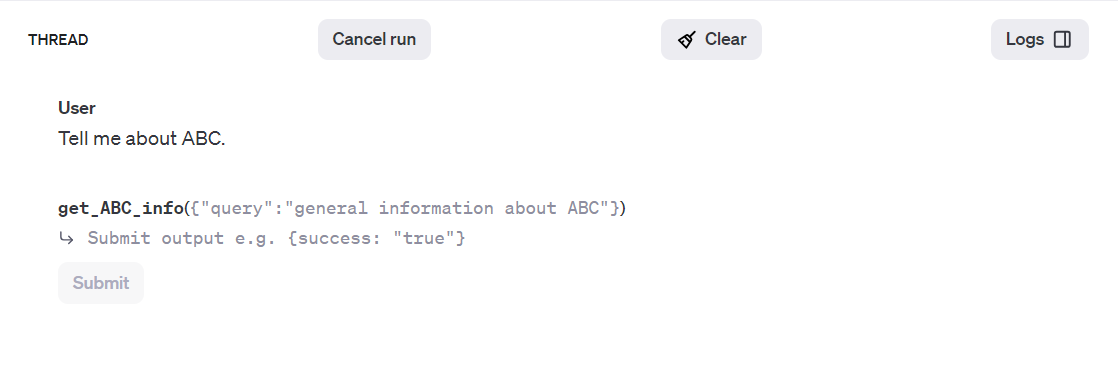 THREAD Cancel run Clear Logs
User
Tell me about ABC.
get_ABC_info({"query":"general information about ABC"})
Submit output e.g. {success: "true"}
Submit